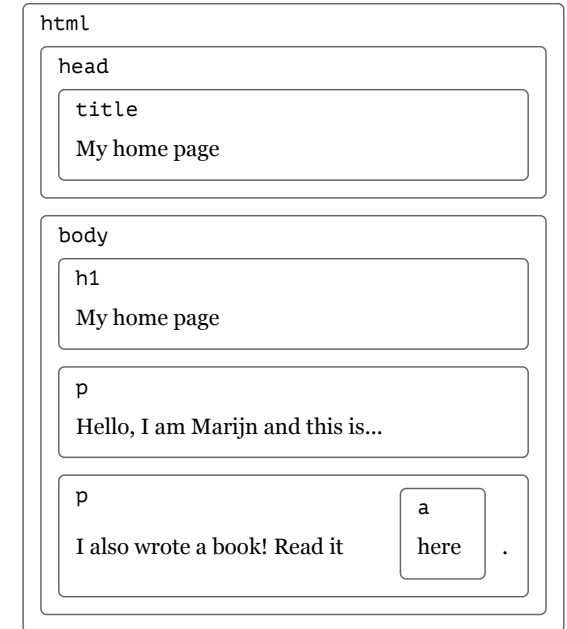 html
head
title
My home page
body
h1
My home page
p
Hello, I am Marijn and this is...
p
a
I also wrote a book! Read it here .